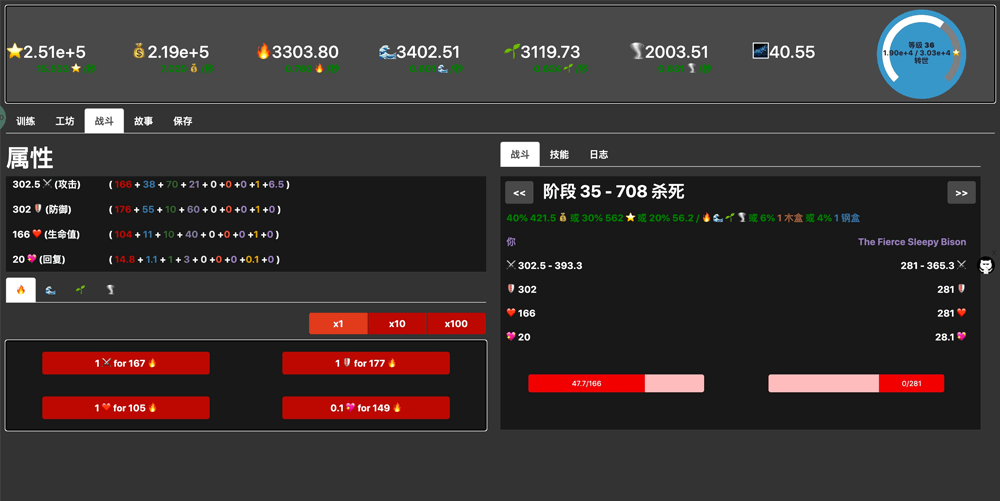 ⭐2.51e+5 💰2.19e+5 🔥3303.80 🌊3402.51 🌱3119.73 🌪️2003.51 40.55
等级 36
1.90e+4 / 3.03e+4 ⭐
转世
训练 工坊 战斗 故事 保存
属性
302.5 ⚔ (攻击) ( 166 + 38 + 70 + 21 + 0 +0 +0 +1 +6.5 )
302 🛡 (防御) ( 176 + 55 + 10 + 60 + 0 +0 +0 +1 +0 )
166 ❤️ (生命值) ( 104 + 11 + 10 + 40 + 0 +0 +0 +1 +0 )
20 💖 (回复) ( 14.8 + 1.1 + 1 + 3 + 0 +0 +0 +0.1 +0 )
🔥 🌊 🌱 🌪️
x1 x10 x100
1 ⚔ for 167 🔥 1 🛡 for 177 🔥
1 ❤️ for 105 🔥 0.1 💖 for 149 🔥
战斗 技能 日志
<< 阶段 35 - 708 杀死 >>
40% 421.5 💰 或 30% 562 ⭐ 或 20% 56.2 / 🔥🌊🌱🌪️ 或 6% 1 木盒 或 4% 1 钢盒
你 The Fierce Sleepy Bison
⚔ 302.5 - 393.3 281 - 365.3 ⚔
🛡 302 281 🛡
❤️ 166 281 ❤️
💖 20 28.1 💖
47.7/166 0/281